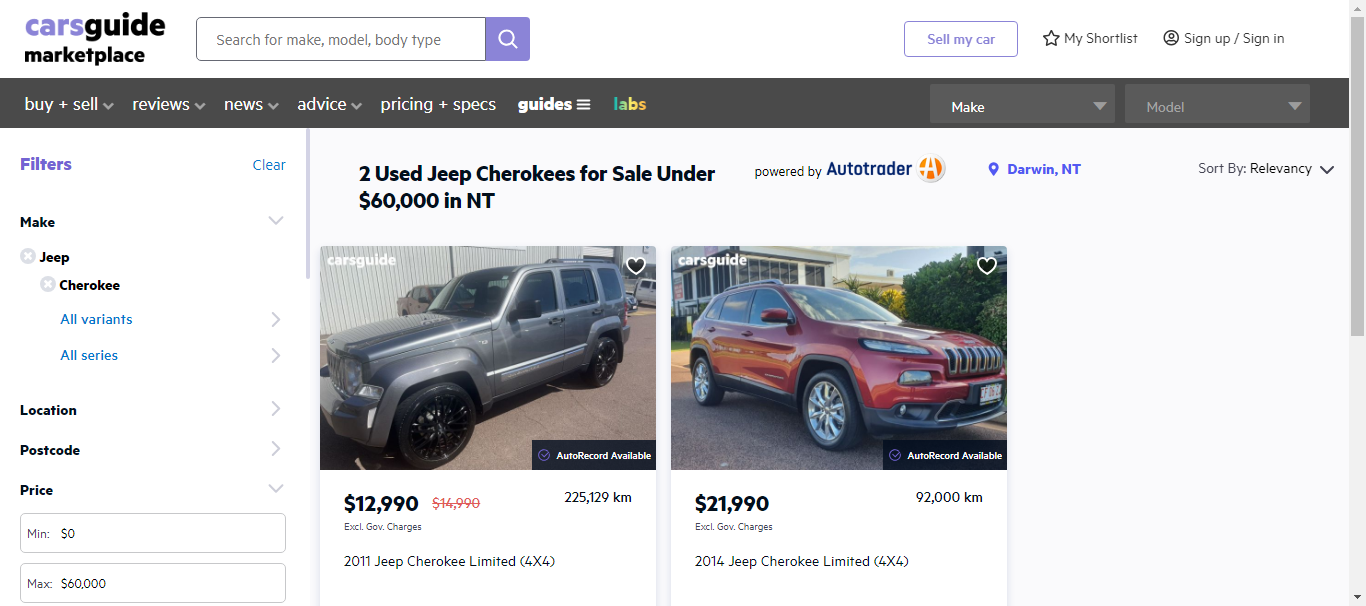 carsguide
marketplace
Search for make, model, body type
Sell my car
My Shortlist
Sign up / Sign in
buy + sell
reviews
news
advice
pricing + specs
guides
labs
Make
Model
Filters
Clear
Make
Jeep
Cherokee
All variants
All series
Location
Postcode
Price
Min: $0
Max: $60,000
2 Used Jeep Cherokees for Sale Under
$60,000 in NT
powered by Autotrader
Darwin, NT
Sort By: Relevancy
carsguide
AutoRecord Available
$12,990 $14,990
225,129 km
Excl. Gov. Charges
2011 Jeep Cherokee Limited (4X4)
carsguide
AutoRecord Available
$21,990
92,000 km
Excl. Gov. Charges
2014 Jeep Cherokee Limited (4X4)